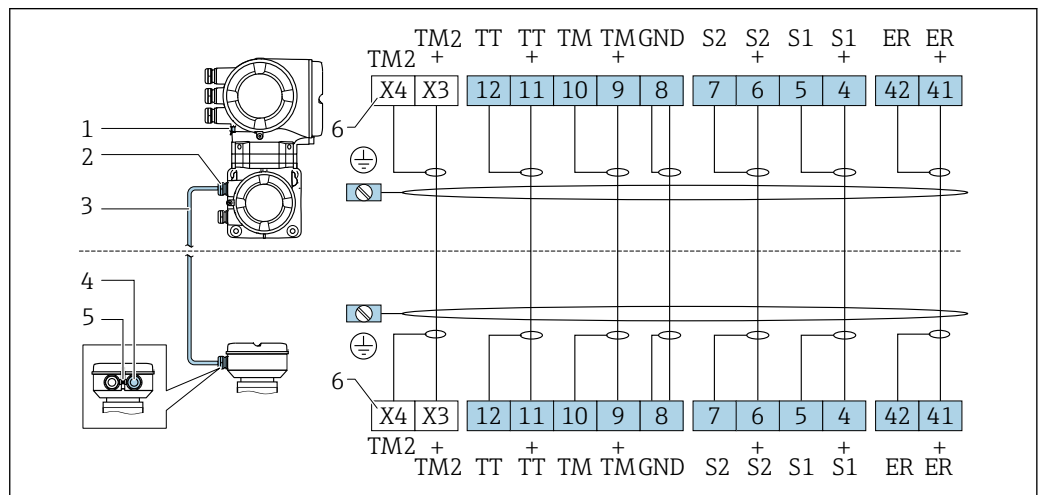 TM2 TT TT TM TM GND S2 S2 S1 S1 ER ER
TM2 + + + + + +
X4 X3 12 11 10 9 8 7 6 5 4 42 41
1
6
2
3
4
5
6
X4 X3 12 11 10 9 8 7 6 5 4 42 41
TM2 + + + + + +
TM2 TT TT TM TM GND S2 S2 S1 S1 ER ER